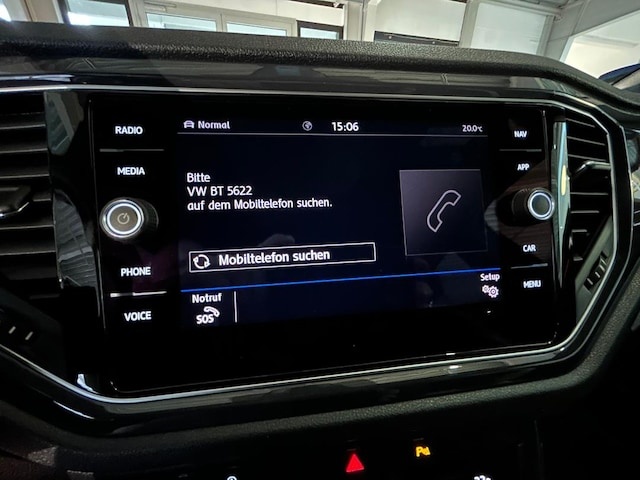 RADIO
MEDIA
PHONE
VOICE
Normal
15:06
20.0°C
Bitte
VW BT 5622
auf dem Mobiltelefon suchen.
Mobiltelefon suchen
Notruf
SOS
Setup
NAV
APP
CAR
MENU